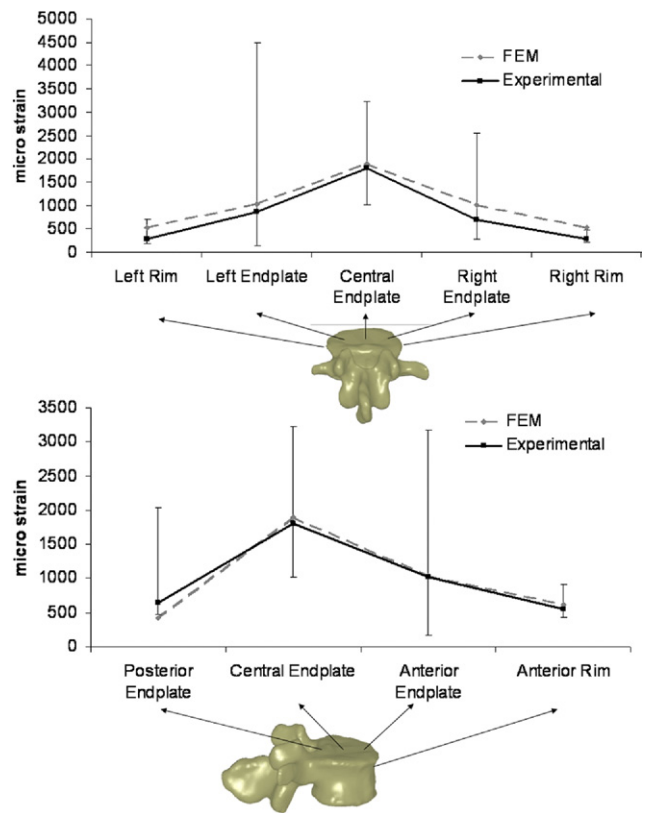 5000
4500
4000
3500
3000
2500
2000
1500
1000
500
0
micro strain
FEM
Experimental
Left Rim Left Endplate Central Endplate Right Endplate Right Rim
3500
3000
2500
2000
1500
1000
500
0
micro strain
FEM
Experimental
Posterior Endplate Central Endplate Anterior Endplate Anterior Rim